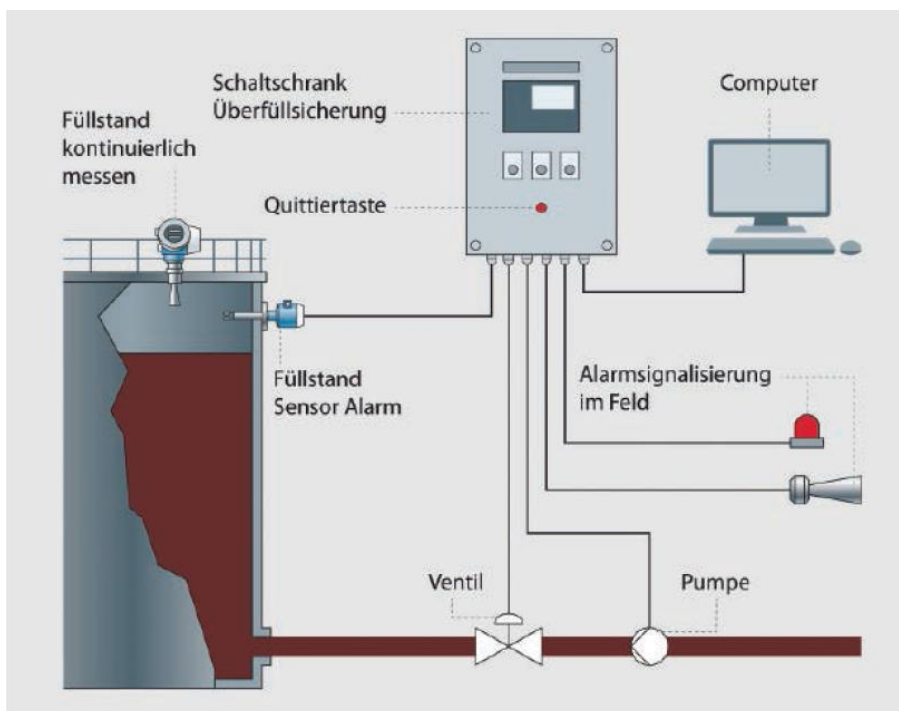 Schaltschrank
Überfüllsicherung
Computer
Füllstand
kontinuierlich
messen
Quittiertaste
Füllstand
Sensor Alarm
Alarmsignalisierung
im Feld
Ventil
Pumpe